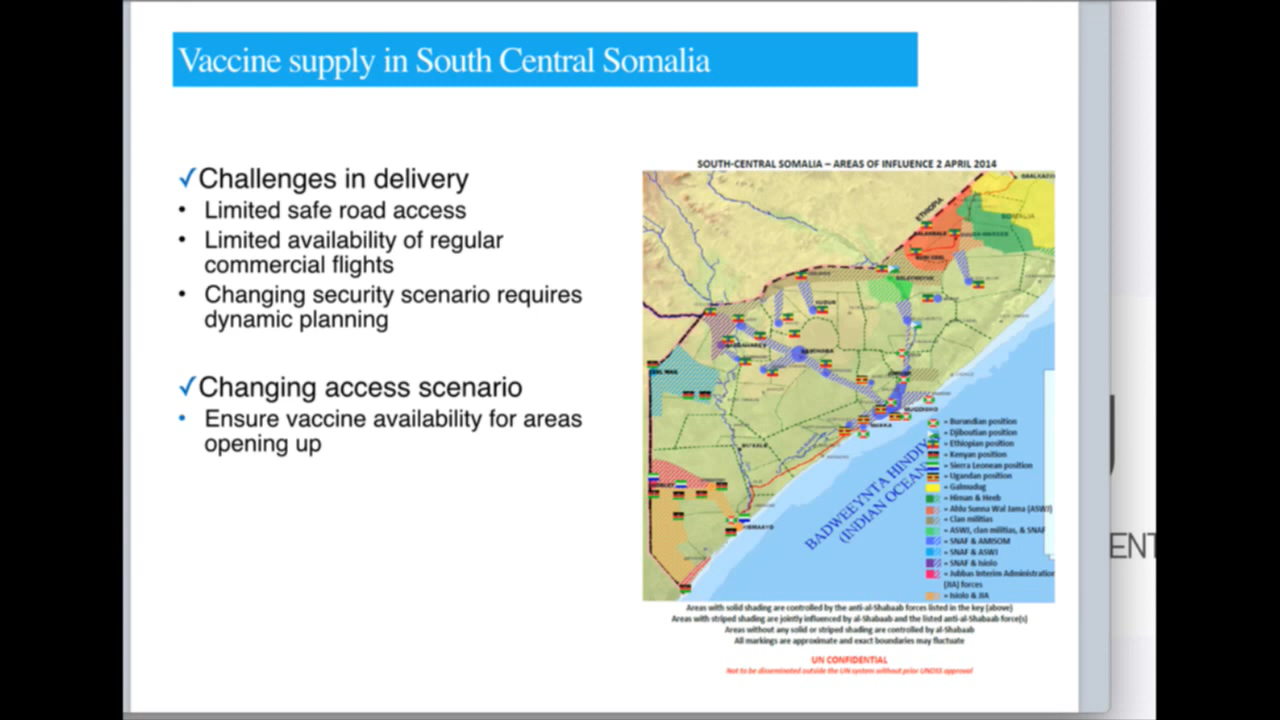 Vaccine supply in South Central Somalia
✓Challenges in delivery
• Limited safe road access
• Limited availability of regular
commercial flights
• Changing security scenario requires
dynamic planning
✓Changing access scenario
• Ensure vaccine availability for areas
opening up
SOUTH-CENTRAL SOMALIA – AREAS OF INFLUENCE 2 APRIL 2014
ETHIOPIA
SOMALIA
BADWEEYNTA HINDIY
(INDIAN OCEAN
= Burundian position
= Djiboutian position
= Ethiopian position
= Kenyan position
= Sierra Leonean position
= Ugandan position
= Galmudug
= Himan & Heeb
= Ahlu Sunna Wal Jama (ASWJ)
= Clan militias
= ASWJ, clan militias, & SNAF
= SNAF & AMISOM
= SNAF & ASWJ
= SNAF & Isiolo
= Jubbas Interim Administration
(JIA) forces
= Isiolo & JIA
Areas with solid shading are controlled by the anti-al-Shabaab forces listed in the key (above)
Areas with striped shading are jointly influenced by al-Shabaab and the listed anti-al-Shabaab force(s)
Areas without any solid or striped shading are controlled by al-Shabaab
All markings are approximate and exact boundaries may fluctuate
UN CONFIDENTIAL
Not to be disseminated outside the UN system without prior UNDSS approval
ENT